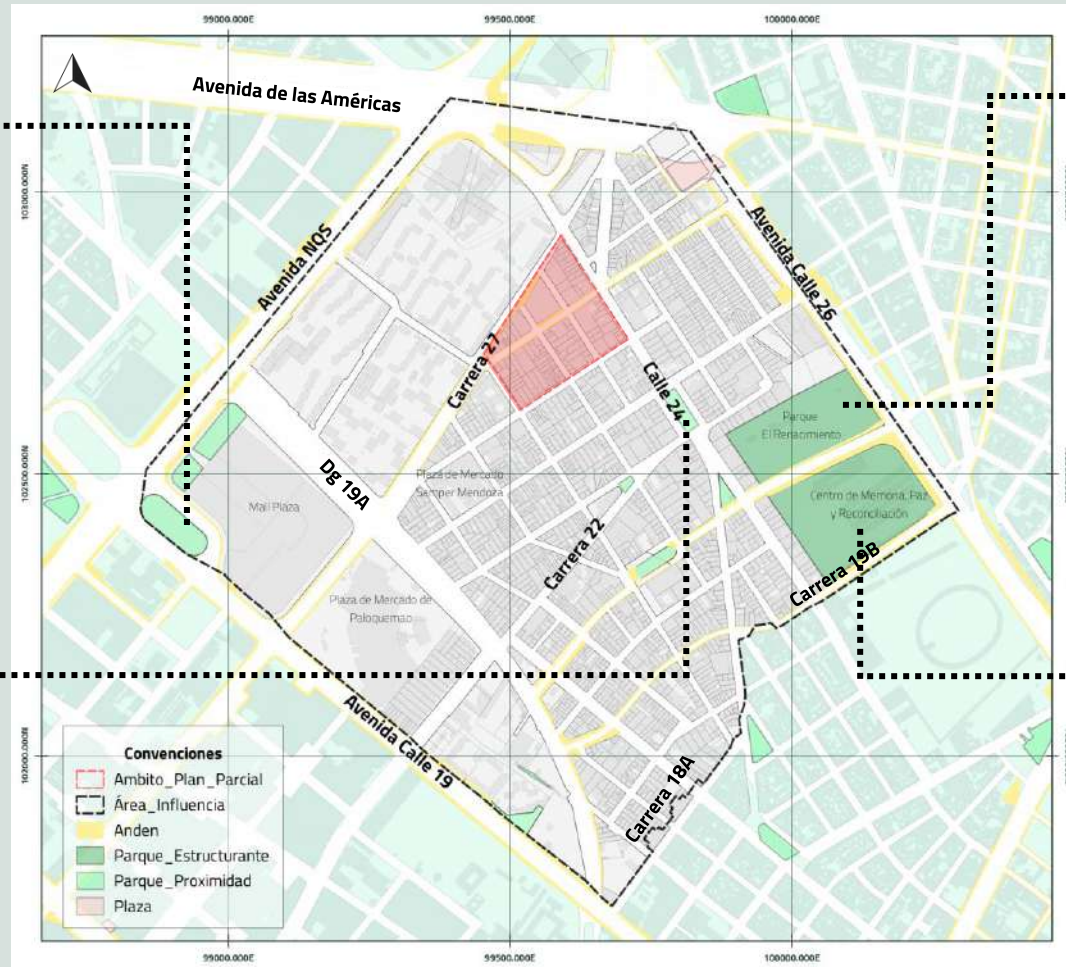 99000.000E
99500.000E
100000.000E
Avenida de las Américas
103000.000N
Avenida NQS
Avenida Calle 26
Carrera 27
Calle 24
Parque
El Renacimiento
102500.000N
Dg 19A
Plaza de Mercado
Samper Mendoza
Mall Plaza
Centro de Memoria, Paz
y Reconciliación
Carrera 22
Carrera 19B
Plaza de Mercado de
Paloquemao
Avenida Calle 19
102000.000N
Carrera 18A
Convenciones
Ambito_Plan_Parcial
Área_Influencia
Anden
Parque_Estructurante
Parque_Proximidad
Plaza
99000.000E
99500.000E
100000.000E